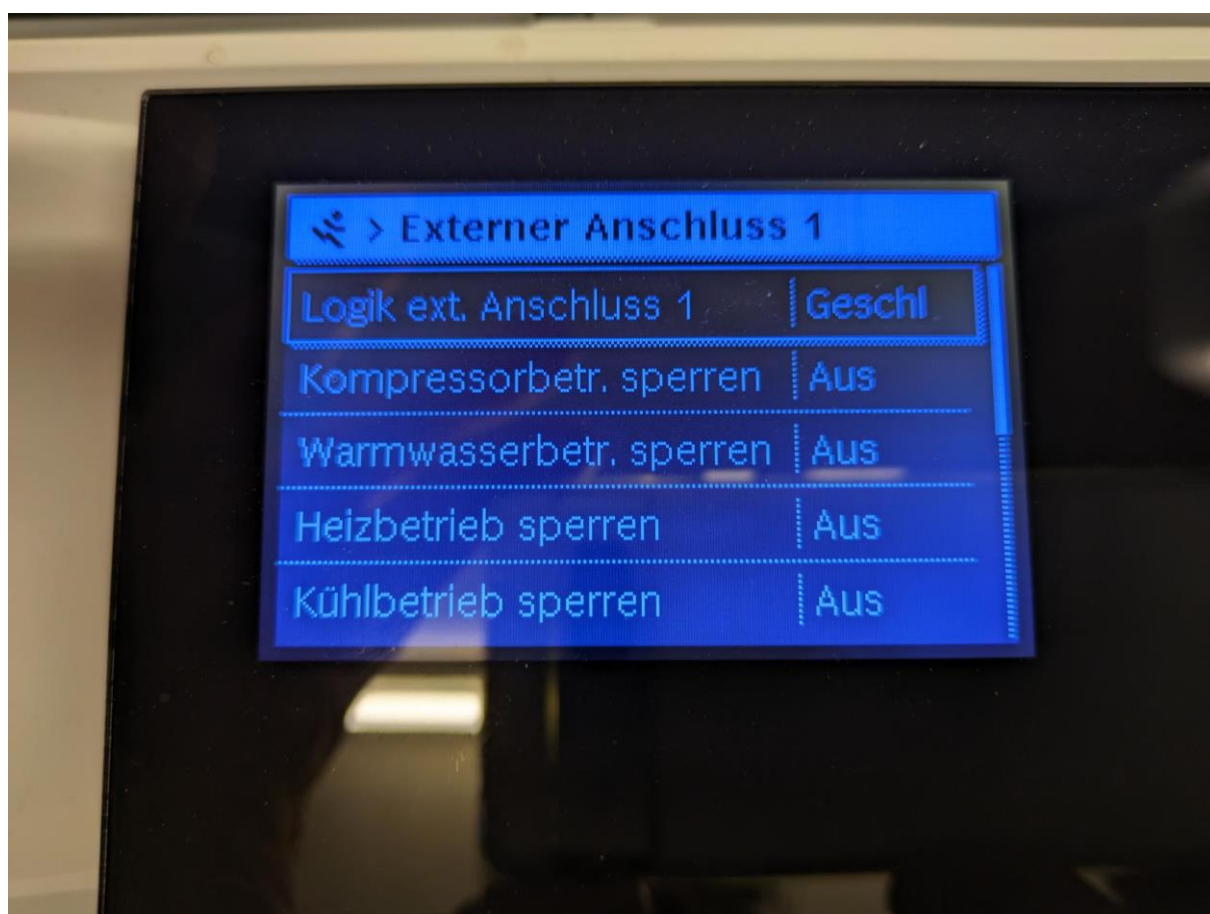 > Externer Anschluss 1
Logik ext. Anschluss 1 Geschl
Kompressorbetr. sperren Aus
Warmwasserbetr. sperren Aus
Heizbetrieb sperren Aus
Kühlbetrieb sperren Aus